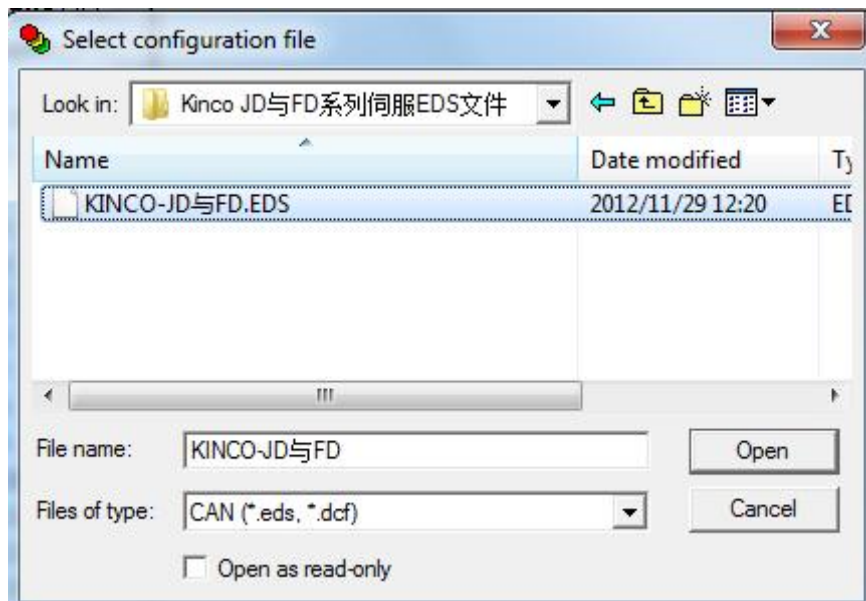 Select configuration file
Look in: Kinco JD与FD系列伺服EDS文件
Name Date modified
KINCO-JD与FD.EDS 2012/11/29 12:20
File name: KINCO-JD与FD Open
Files of type: CAN (*.eds, *.dcf) Cancel
Open as read-only